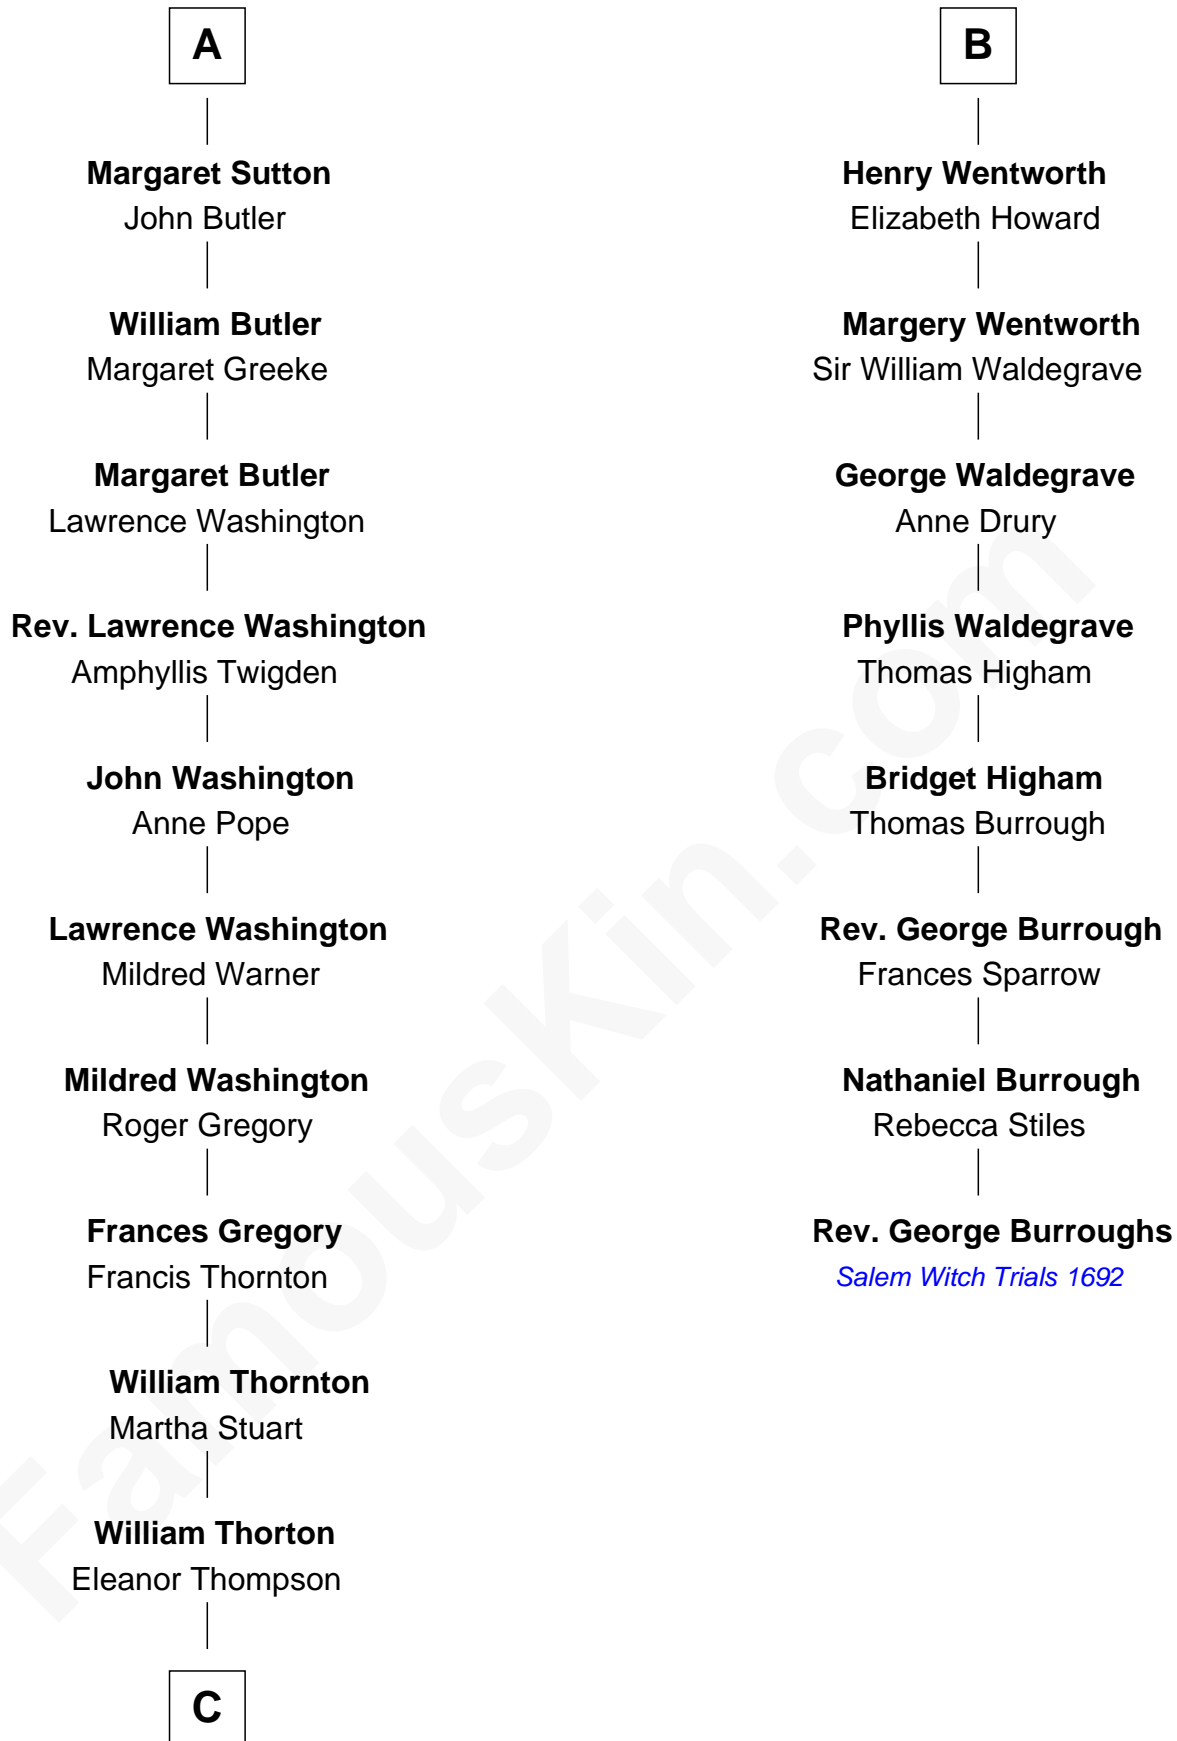 A
Margaret Sutton
John Butler
William Butler
Margaret Greeke
Margaret Butler
Lawrence Washington
Rev. Lawrence Washington
Amphyllis Twigden
John Washington
Anne Pope
Lawrence Washington
Mildred Warner
Mildred Washington
Roger Gregory
Frances Gregory
Francis Thornton
William Thornton
Martha Stuart
William Thorton
Eleanor Thompson
C
B
Henry Wentworth
Elizabeth Howard
Margery Wentworth
Sir William Waldegrave
George Waldegrave
Anne Drury
Phyllis Waldegrave
Thomas Higham
Bridget Higham
Thomas Burrough
Rev. George Burrough
Frances Sparrow
Nathaniel Burrough
Rebecca Stiles
Rev. George Burroughs
Salem Witch Trials 1692
FamousKin.com